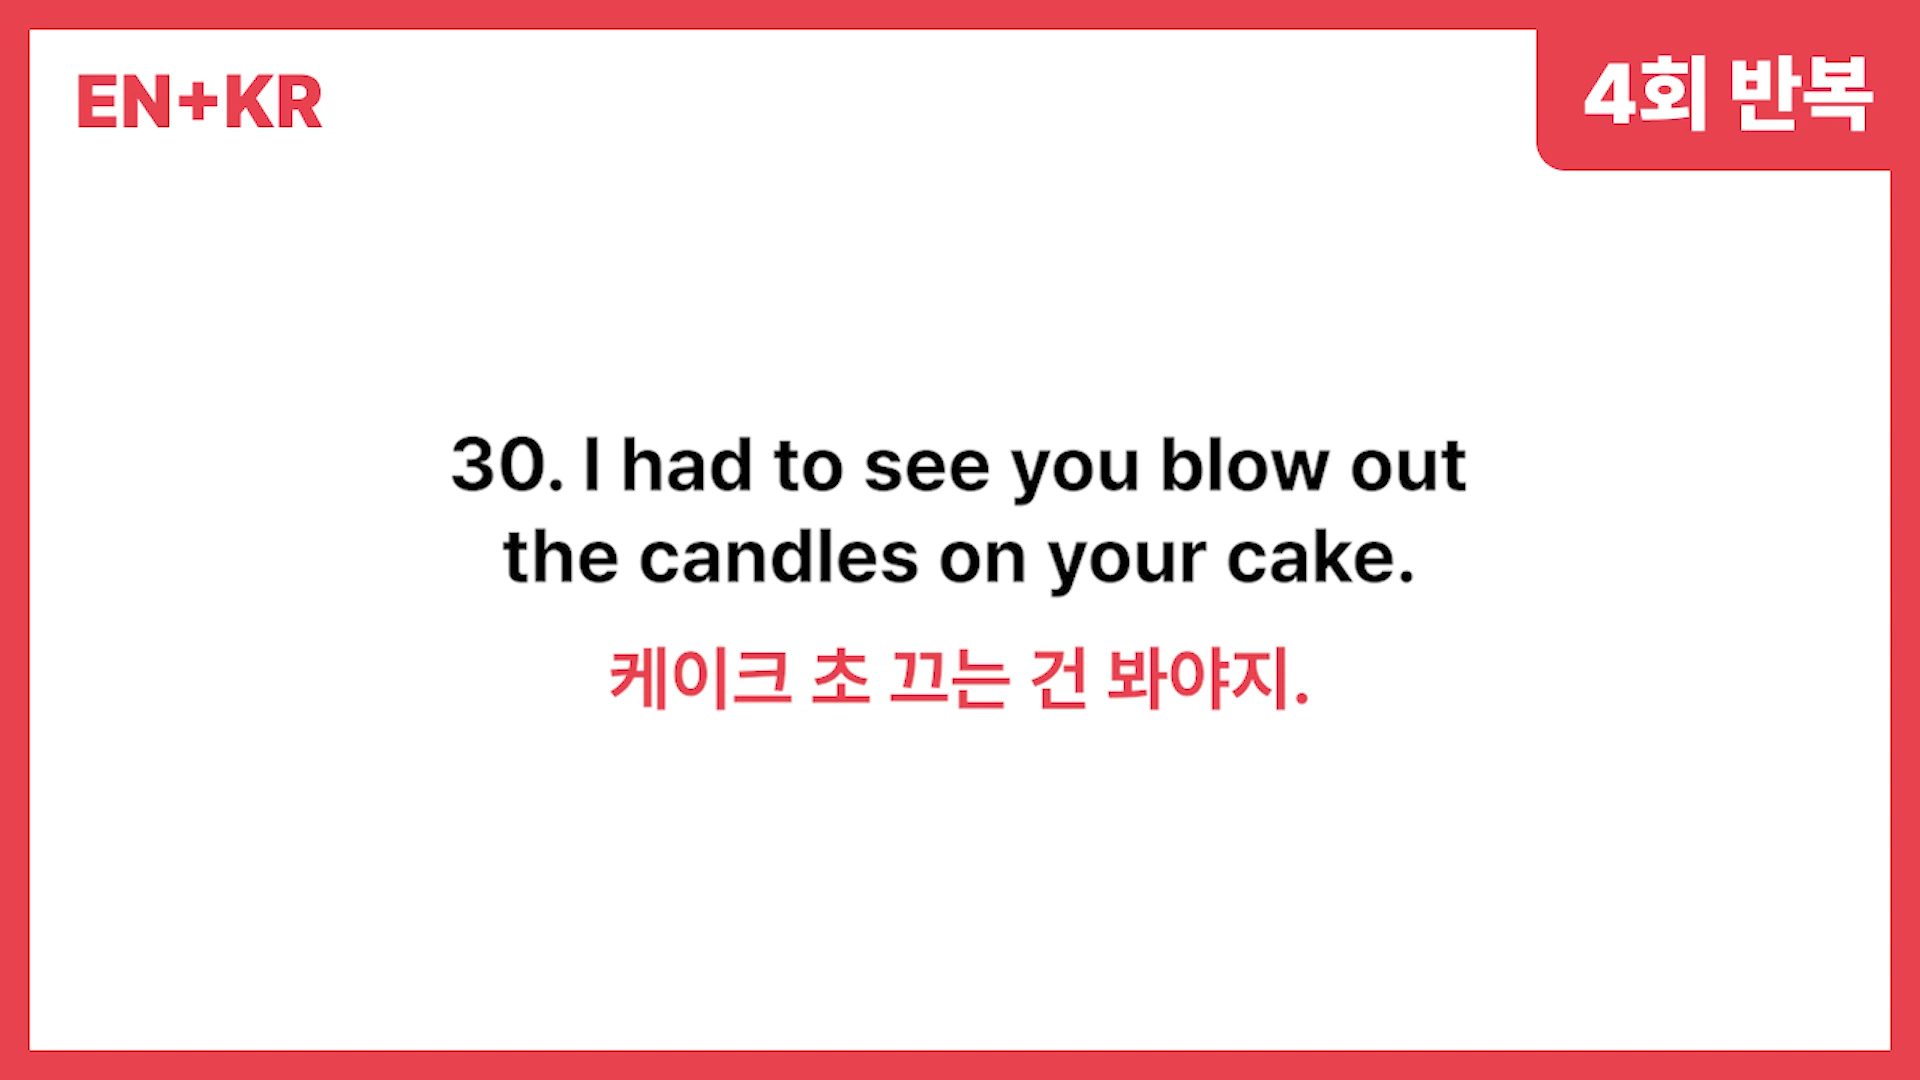 EN+KR
4회 반복
30. I had to see you blow out
the candles on your cake.
케이크 초 끄는 건 봐야지.